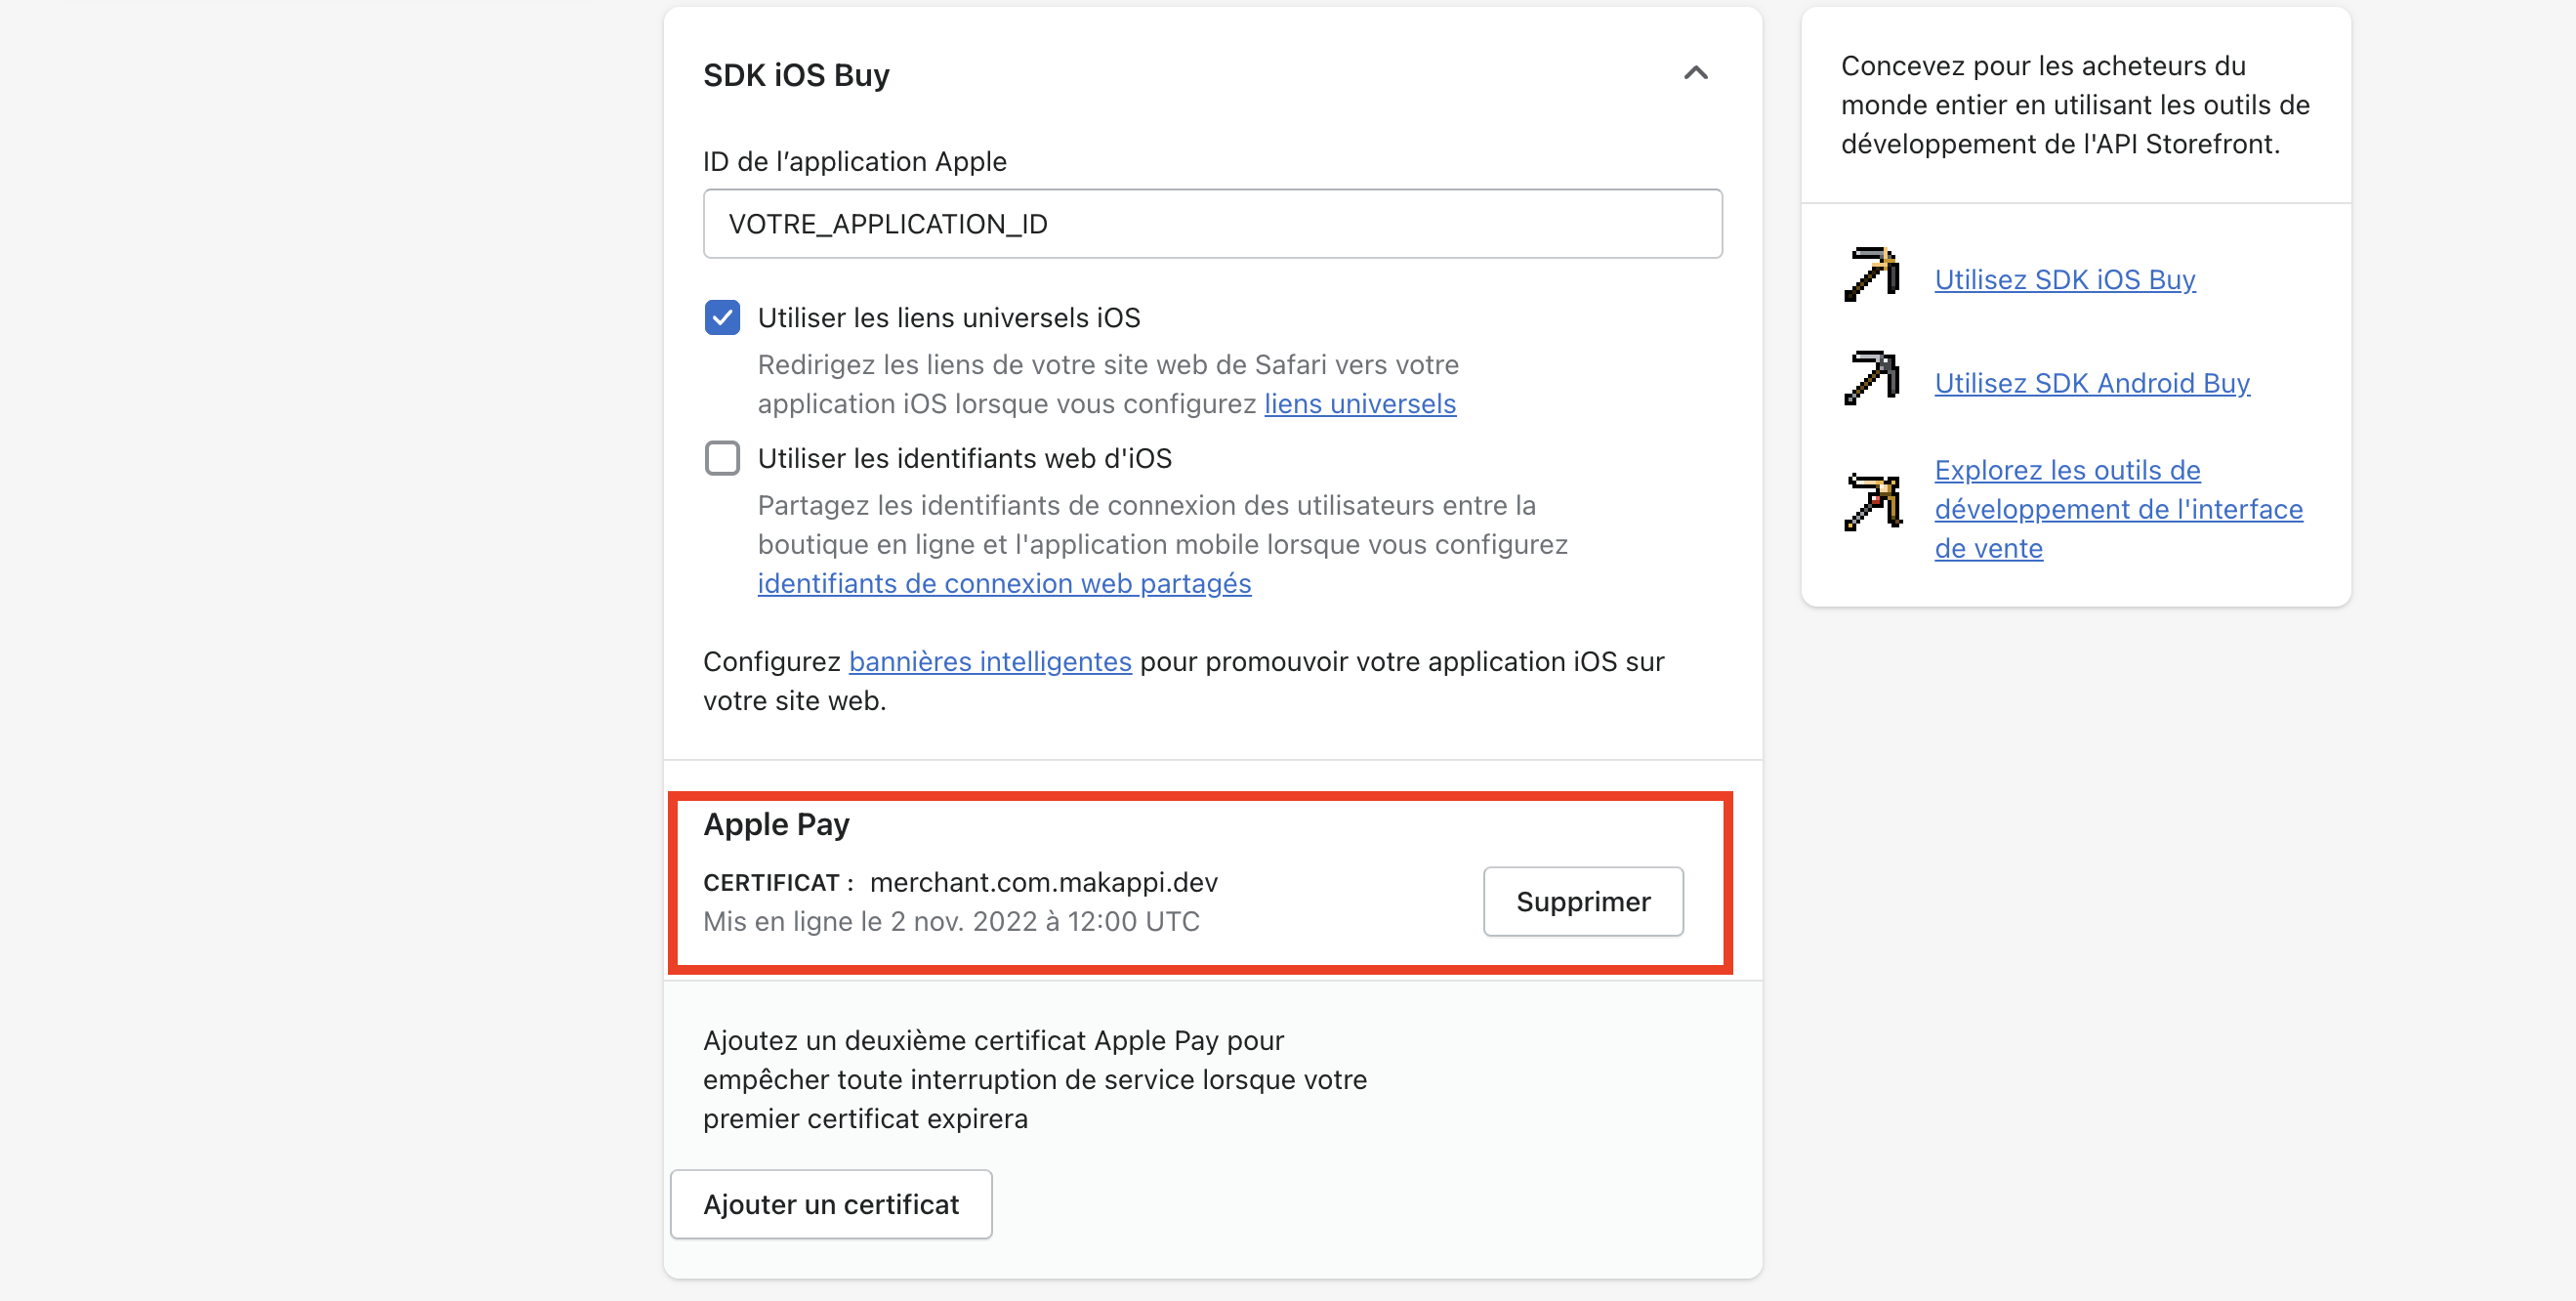 SDK iOS Buy
ID de l’application Apple
VOTRE_APPLICATION_ID
Utiliser les liens universels iOS
Redirigez les liens de votre site web de Safari vers votre
application iOS lorsque vous configurez liens universels
Utiliser les identifiants web d'iOS
Partagez les identifiants de connexion des utilisateurs entre la
boutique en ligne et l'application mobile lorsque vous configurez
identifiants de connexion web partagés
Configurez bannières intelligentes pour promouvoir votre application iOS sur
votre site web.
Apple Pay
CERTIFICAT : merchant.com.makappi.dev
Mis en ligne le 2 nov. 2022 à 12:00 UTC
Supprimer
Ajoutez un deuxième certificat Apple Pay pour
empêcher toute interruption de service lorsque votre
premier certificat expirera
Ajouter un certificat
Concevez pour les acheteurs du
monde entier en utilisant les outils de
développement de l'API Storefront.
Utilisez SDK iOS Buy
Utilisez SDK Android Buy
Explorez les outils de
développement de l'interface
de vente